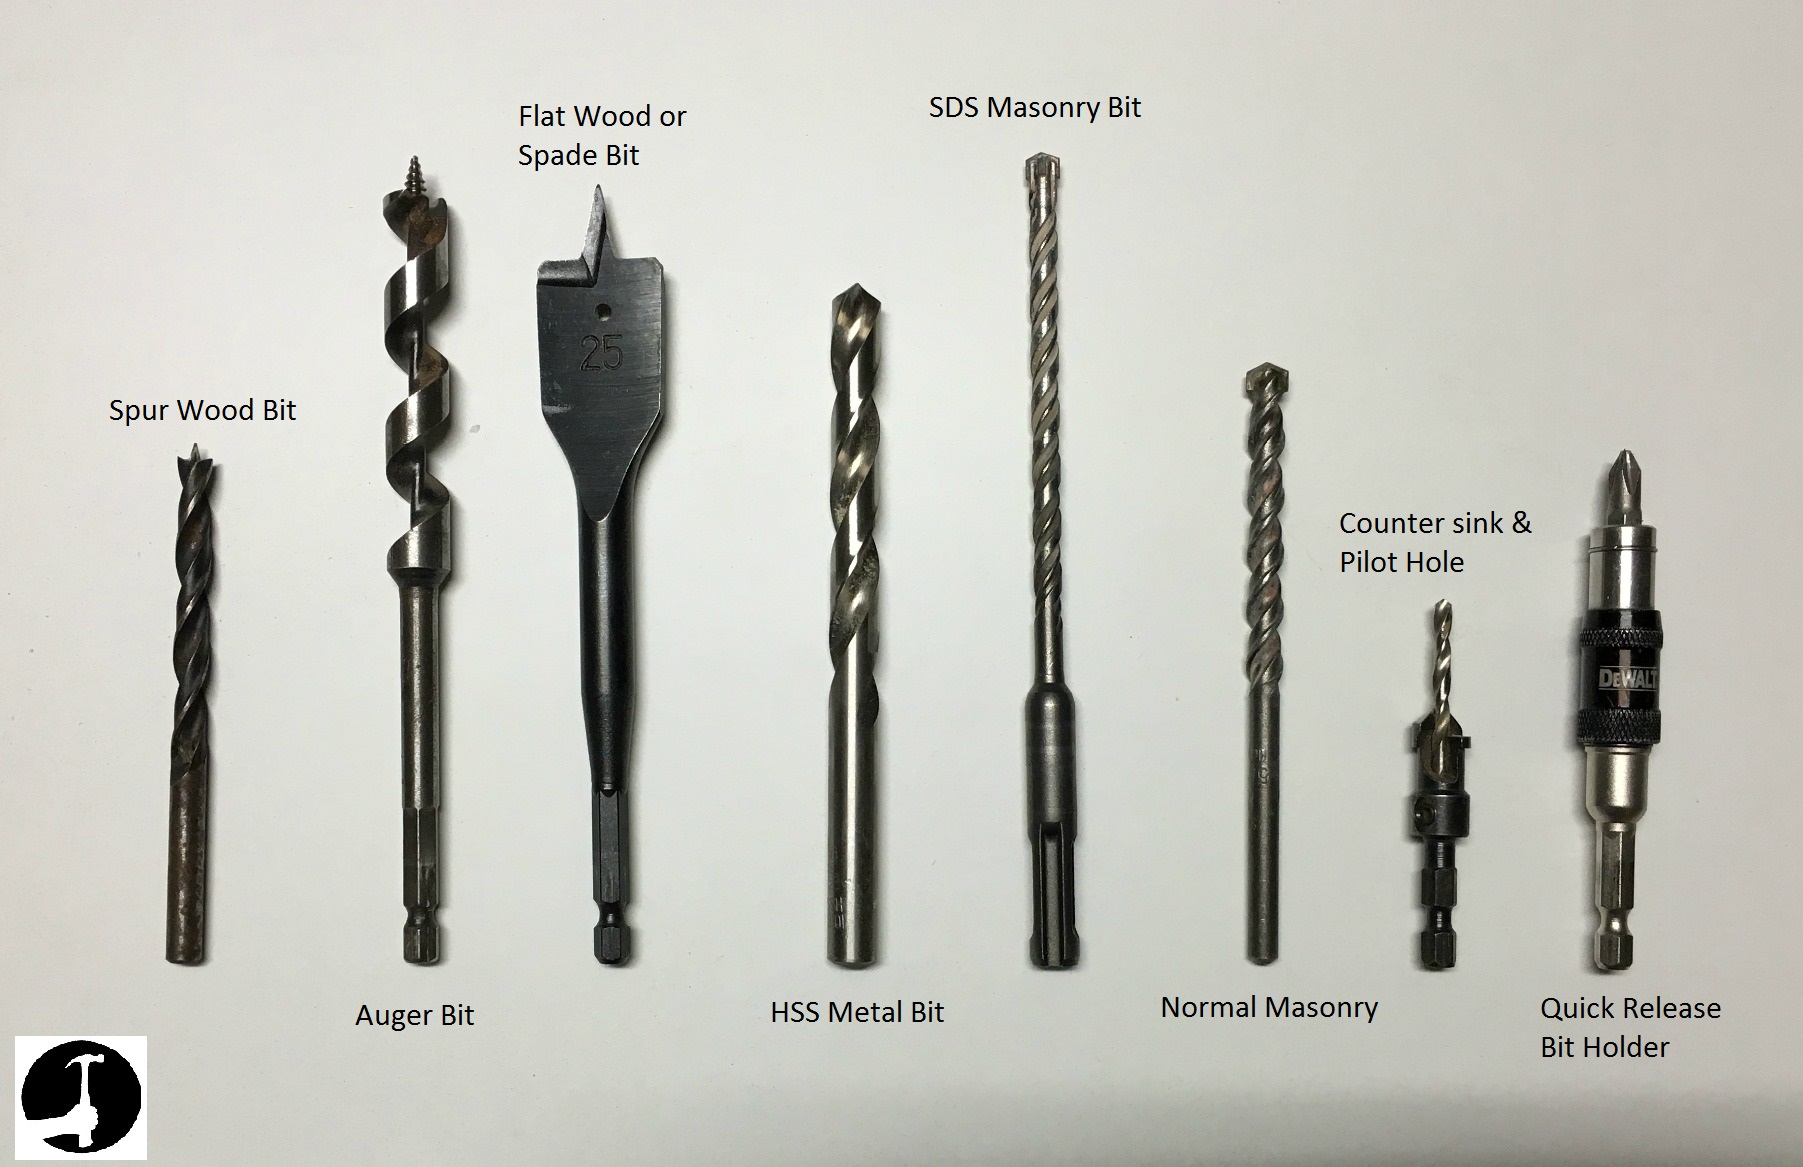 SDS Masonry Bit
Flat Wood or
Spade Bit
25
Spur Wood Bit
Counter sink &
Pilot Hole
DEWALT
Auger Bit
HSS Metal Bit
Normal Masonry
Quick Release
Bit Holder